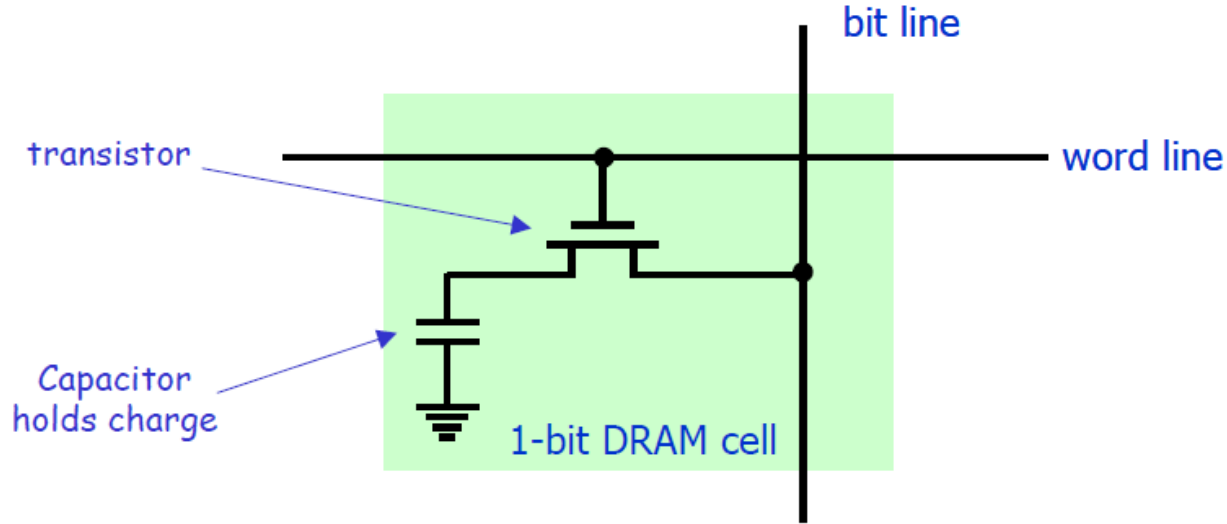 bit line
transistor
word line
Capacitor
holds charge
1-bit DRAM cell